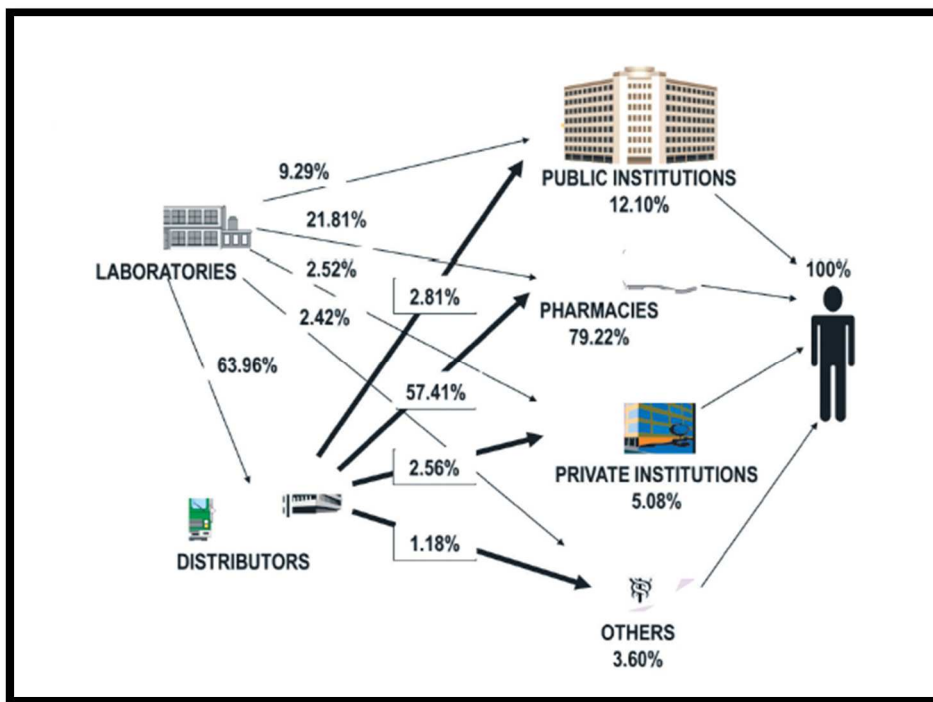 PUBLIC INSTITUTIONS
12.10%
9.29%
21.81%
LABORATORIES
2.52%
100%
2.81%
2.42%
PHARMACIES
79.22%
63.96%
57.41%
2.56%
PRIVATE INSTITUTIONS
5.08%
1.18%
DISTRIBUTORS
OTHERS
3.60%